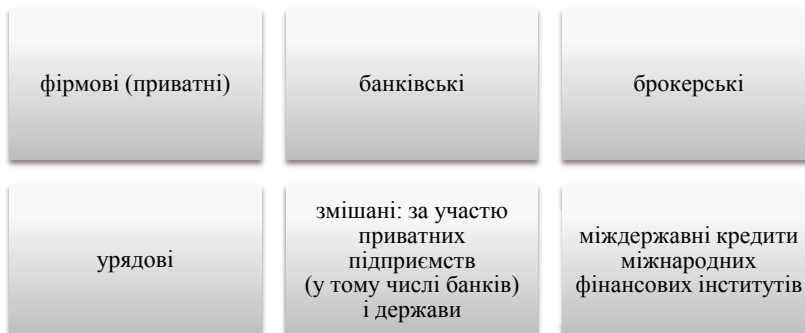 фірмові (приватні)
банківські
брокерські
урядові
змішані: за участю
приватних
підприємств
(у тому числі банків)
і держави
міждержавні кредити
міжнародних
фінансових інститутів